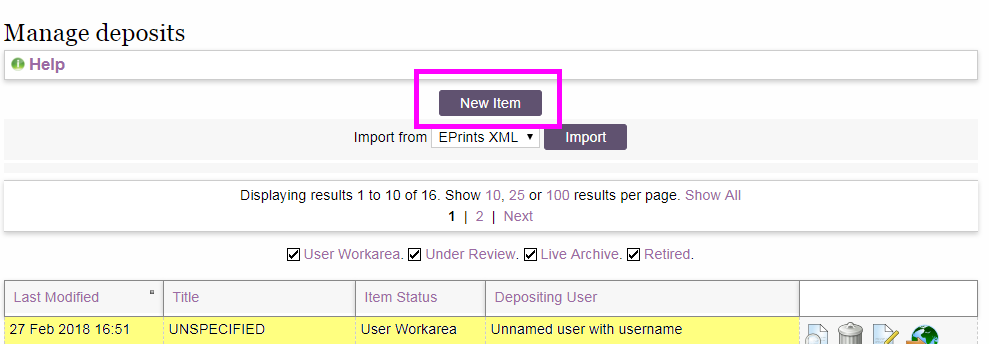 Manage deposits
Help
New Item
Import from EPrints XML Import
Displaying results 1 to 10 of 16. Show 10, 25 or 100 results per page. Show All
1 | 2 | Next
User Workarea. Under Review. Live Archive. Retired.
Last Modified Title Item Status Depositing User
27 Feb 2018 16:51 UNSPECIFIED User Workarea Unnamed user with username